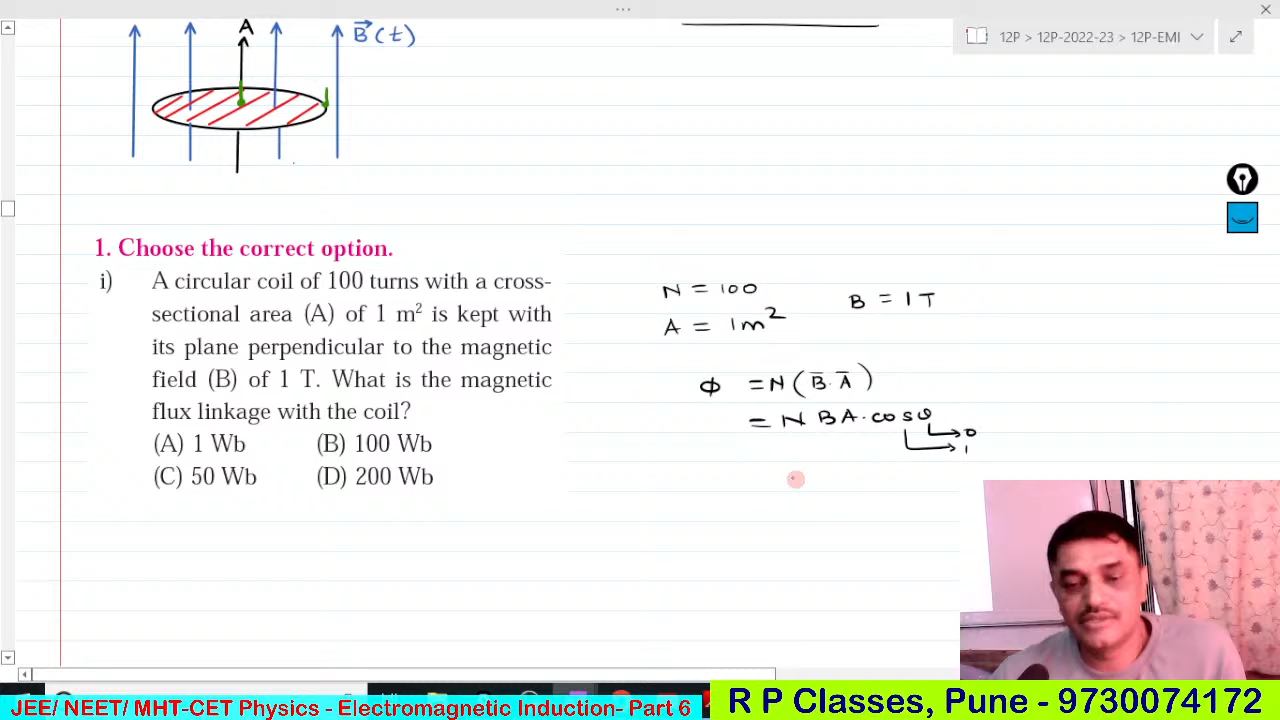 A
B⃗(t)
12P > 12P-2022-23 > 12P-EMI
1. Choose the correct option.
i) A circular coil of 100 turns with a cross-
sectional area (A) of 1 m² is kept with
its plane perpendicular to the magnetic
field (B) of 1 T. What is the magnetic
flux linkage with the coil?
(A) 1 Wb (B) 100 Wb
(C) 50 Wb (D) 200 Wb
N = 100
B = 1 T
A = 1m²
ϕ = N(B̄.Ā)
= NBA.cosθ
0
1
JEE/ NEET/ MHT-CET Physics - Electromagnetic Induction- Part 6
R P Classes, Pune - 9730074172